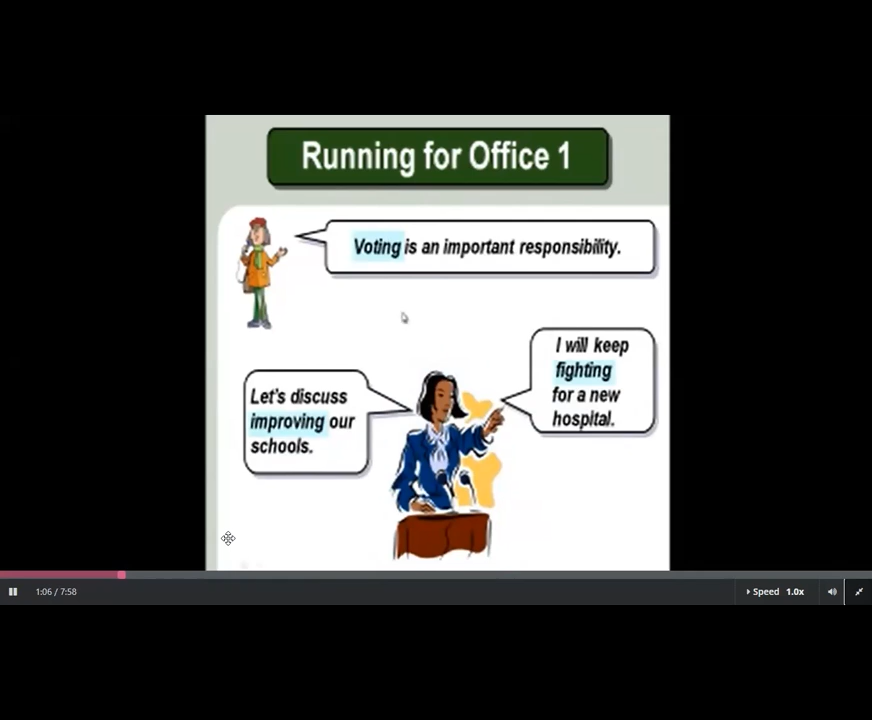 Running for Office 1
Voting is an important responsibility.
I will keep
fighting
for a new
hospital.
Let's discuss
improving our
schools.
1:06 / 7:58
Speed 1.0x